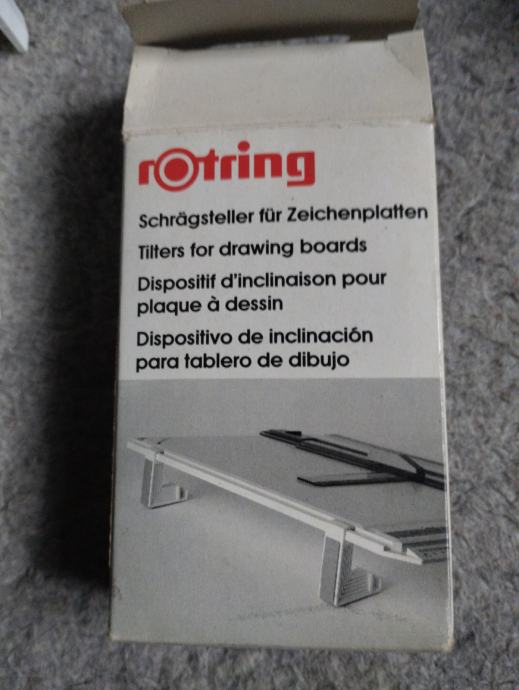 rotring
Schrägsteller für Zeichenplatten
Tilters for drawing boards
Dispositif d'inclinaison pour
plaque à dessin
Dispositivo de inclinación
para tablero de dibujo